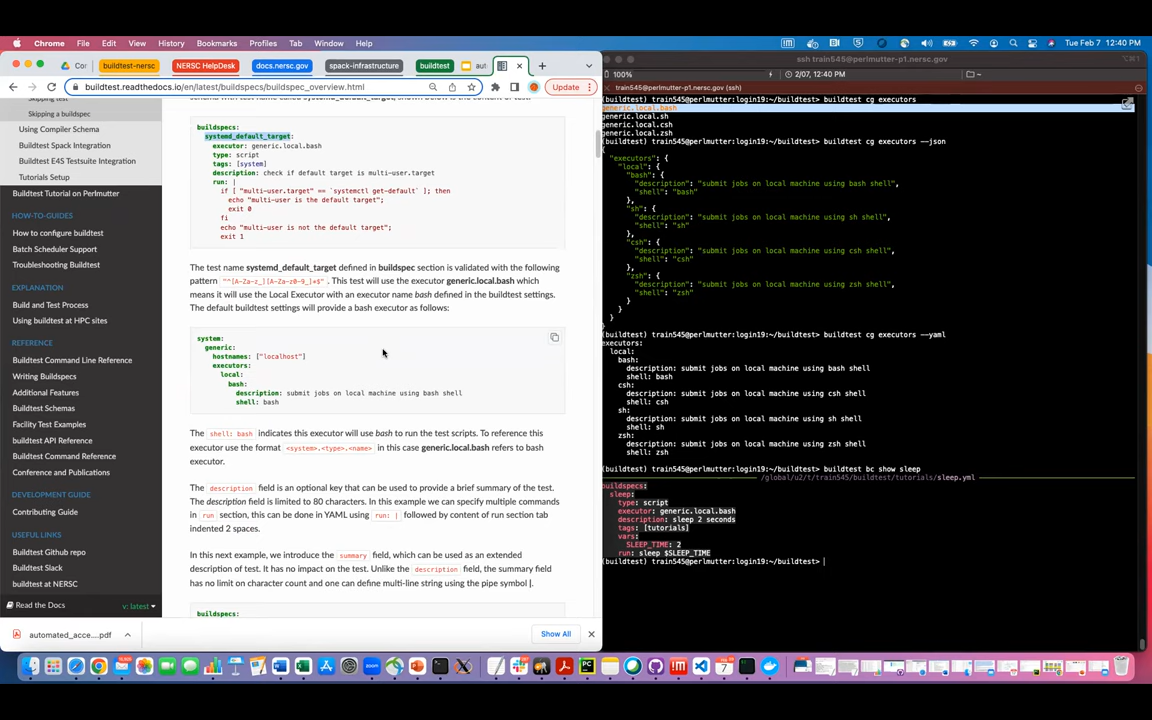 Chrome File Edit View History Bookmarks Profiles Tab Window Help Tue Feb 7 12:40 PM
Cor buildtest-nersc NERSC HelpDesk docs.nersc.gov spack-infrastructure buildtest aut
buildtest.readthedocs.io/en/latest/buildspecs/buildspec_overview.html Update
Skipping test
Skipping a buildspec
Using Compiler Schema
Buildtest Spack Integration
Buildtest E4S Testsuite Integration
Tutorials Setup
Buildtest Tutorial on Perlmutter
HOW-TO-GUIDES
How to configure buildtest
Batch Scheduler Support
Troubleshooting Buildtest
EXPLANATION
Build and Test Process
Using buildtest at HPC sites
REFERENCE
Buildtest Command Line Reference
Writing Buildspecs
Additional Features
Buildtest Schemas
Facility Test Examples
buildtest API Reference
Buildtest Command Reference
Conference and Publications
DEVELOPMENT GUIDE
Contributing Guide
USEFUL LINKS
Buildtest Github repo
Buildtest Slack
buildtest at NERSC
Read the Docs v: latest
buildspecs:
systemd_default_target:
executor: generic.local.bash
type: script
tags: [system]
description: check if default target is multi-user.target
run: |
if [ "multi-user.target" == `systemctl get-default` ]; then
echo "multi-user is the default target";
exit 0
fi
echo "multi-user is not the default target";
exit 1
The test name systemd_default_target defined in buildspec section is validated with the following
pattern "^[A-Za-z_][A-Za-z0-9_]*$" . This test will use the executor generic.local.bash which
means it will use the Local Executor with an executor name bash defined in the buildtest settings.
The default buildtest settings will provide a bash executor as follows:
system:
generic:
hostnames: ["localhost"]
executors:
local:
bash:
description: submit jobs on local machine using bash shell
shell: bash
The shell: bash indicates this executor will use bash to run the test scripts. To reference this
executor use the format <system>.<type>.<name> in this case generic.local.bash refers to bash
executor.
The description field is an optional key that can be used to provide a brief summary of the test.
The description field is limited to 80 characters. In this example we can specify multiple commands
in run section, this can be done in YAML using run: | followed by content of run section tab
indented 2 spaces.
In this next example, we introduce the summary field, which can be used as an extended
description of test. It has no impact on the test. Unlike the description field, the summary field
has no limit on character count and one can define multi-line string using the pipe symbol |.
buildspecs:
automated_acce....pdf Show All
ssh train545@perlmutter-p1.nersc.gov
100% 2/07, 12:40 PM ~
train545@perlmutter-p1.nersc.gov (ssh)
(buildtest) train545@perlmutter:login19:~/buildtest> buildtest cg executors
generic.local.bash
generic.local.sh
generic.local.csh
generic.local.zsh
(buildtest) train545@perlmutter:login19:~/buildtest> buildtest cg executors --json
{
"executors": {
"local": {
"bash": {
"description": "submit jobs on local machine using bash shell",
"shell": "bash"
},
"sh": {
"description": "submit jobs on local machine using sh shell",
"shell": "sh"
},
"csh": {
"description": "submit jobs on local machine using csh shell",
"shell": "csh"
},
"zsh": {
"description": "submit jobs on local machine using zsh shell",
"shell": "zsh"
}
}
}
}
(buildtest) train545@perlmutter:login19:~/buildtest> buildtest cg executors --yaml
executors:
local:
bash:
description: submit jobs on local machine using bash shell
shell: bash
csh:
description: submit jobs on local machine using csh shell
shell: csh
sh:
description: submit jobs on local machine using sh shell
shell: sh
zsh:
description: submit jobs on local machine using zsh shell
shell: zsh
(buildtest) train545@perlmutter:login19:~/buildtest> buildtest bc show sleep
/global/u2/t/train545/buildtest/tutorials/sleep.yml
buildspecs:
sleep:
type: script
executor: generic.local.bash
description: sleep 2 seconds
tags: [tutorials]
vars:
SLEEP_TIME: 2
run: sleep $SLEEP_TIME
(buildtest) train545@perlmutter:login19:~/buildtest>